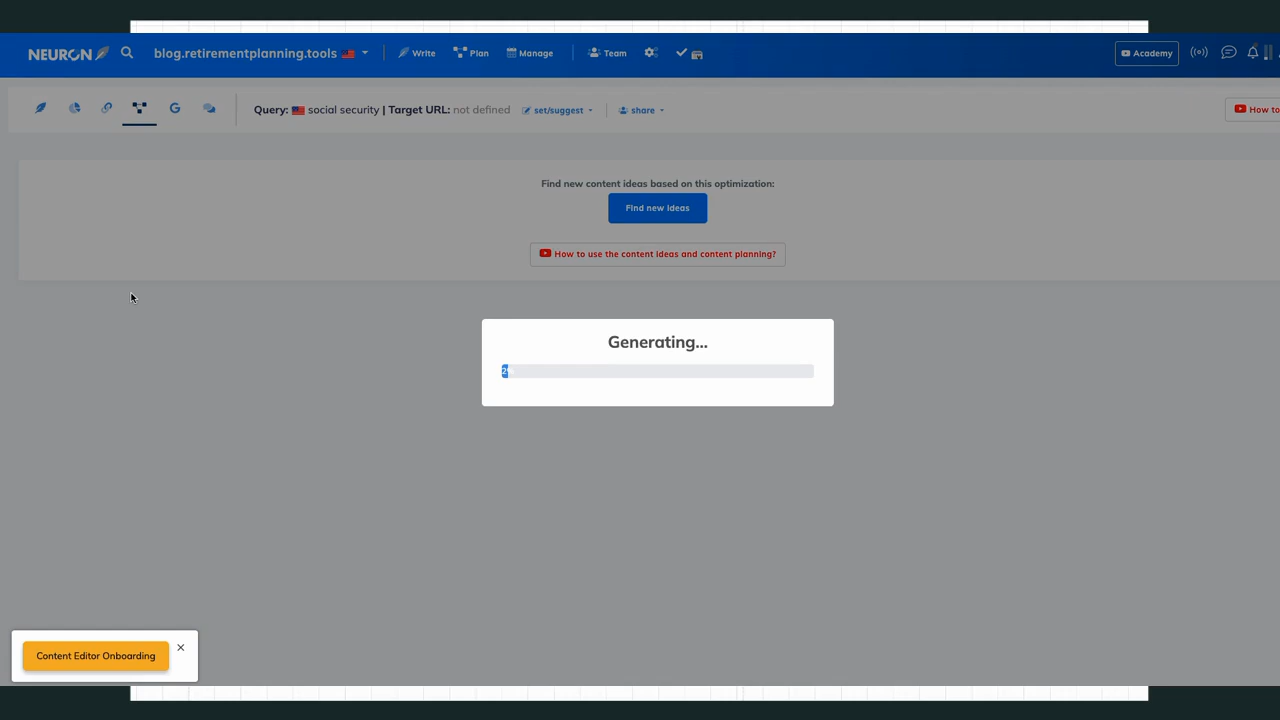 NEURON blog.retirementplanning.tools Write Plan Manage Team Academy
Query: social security | Target URL: not defined set/suggest share How to
Find new content ideas based on this optimization:
Find new ideas
How to use the content ideas and content planning?
Generating...
Content Editor Onboarding